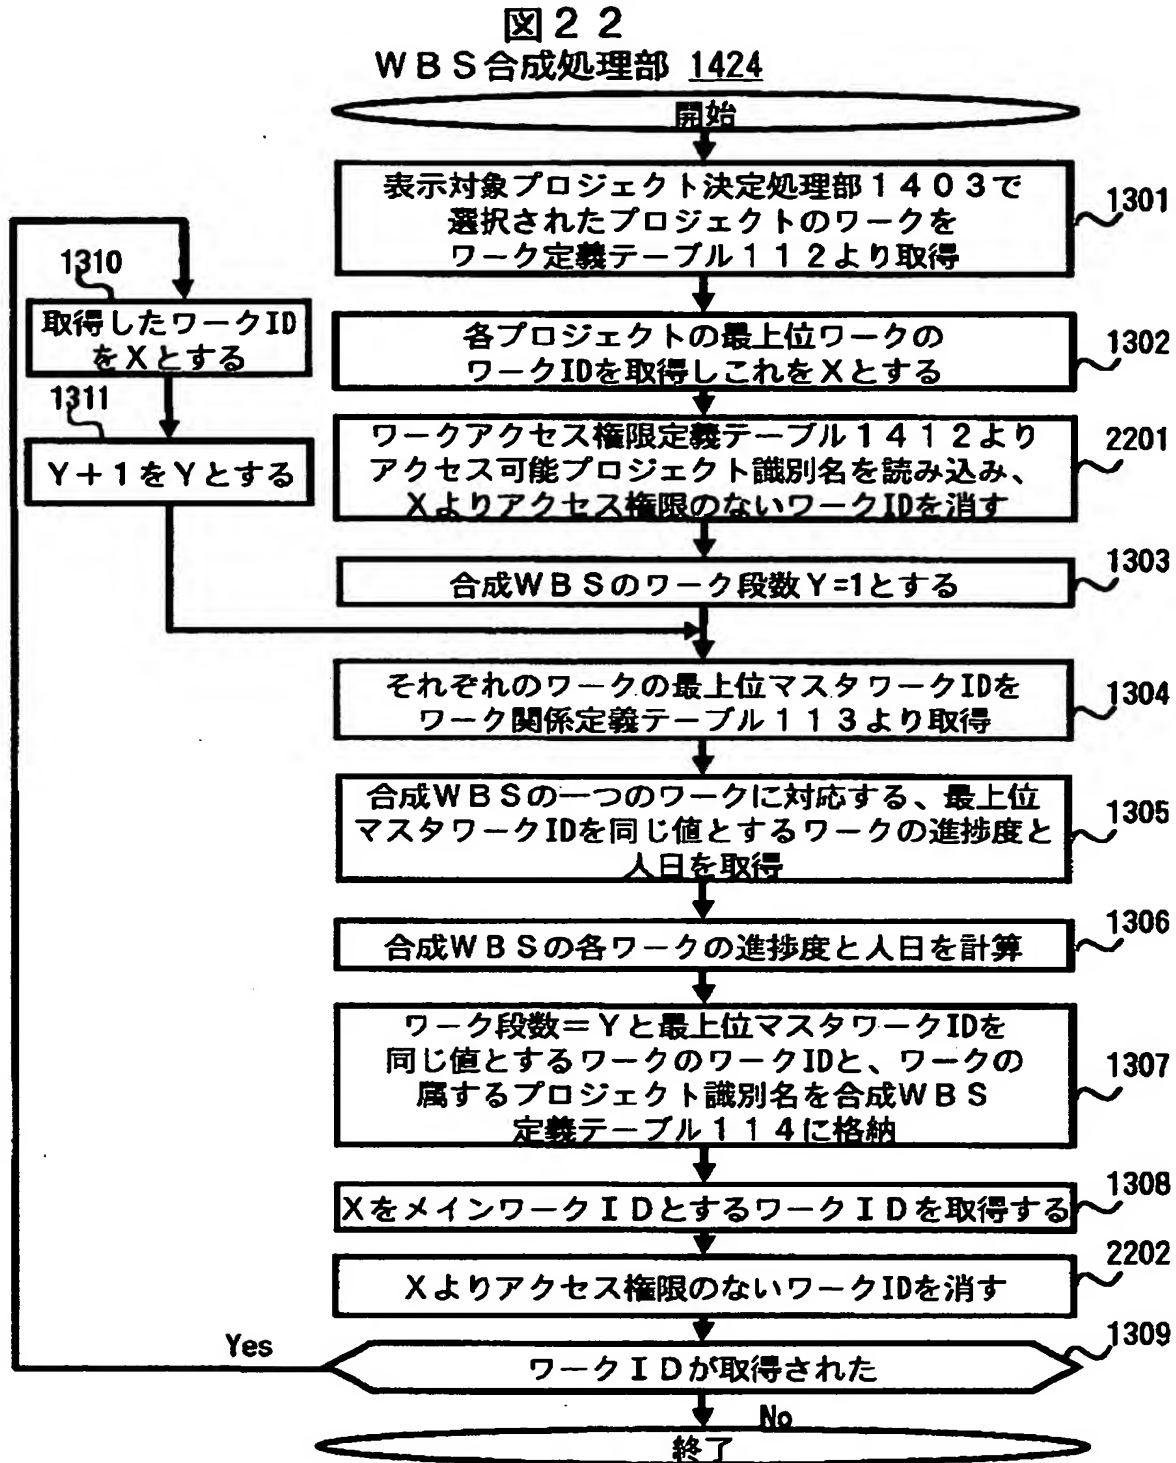 図22
WBS合成処理部 1424
開始
表示対象プロジェクト決定処理部1403で
選択されたプロジェクトのワークを
ワーク定義テーブル112より取得
1301
各プロジェクトの最上位ワークの
ワークIDを取得しこれをXとする
1302
ワークアクセス権限定義テーブル1412より
アクセス可能プロジェクト識別名を読み込み、
XよりアクセスIDを消す権限のないワークIDを消す
2201
合成WBSのワーク段数Y=1とする
1303
それぞれのワークの最上位マスタワークIDを
ワーク関係定義テーブル113より取得
1304
合成WBSの一つのワークに対応する、最上位
マスタワークIDを同じ値とするワークの進捗度と
人日を取得
1305
合成WBSの各ワークの進捗度と人日を計算
1306
ワーク段数=Yと最上位マスタワークIDを
同じ値とするワークのワークIDと、ワークの
属するプロジェクト識別名を合成WBS
定義テーブル114に格納
1307
XをメインワークIDとするワークIDを取得する
1308
Xよりアクセス権限のないワークIDを消す
2202
ワークIDが取得された
1309
Yes
No
終了
1310
取得したワークID
をXとする
1311
Y+1をYとする